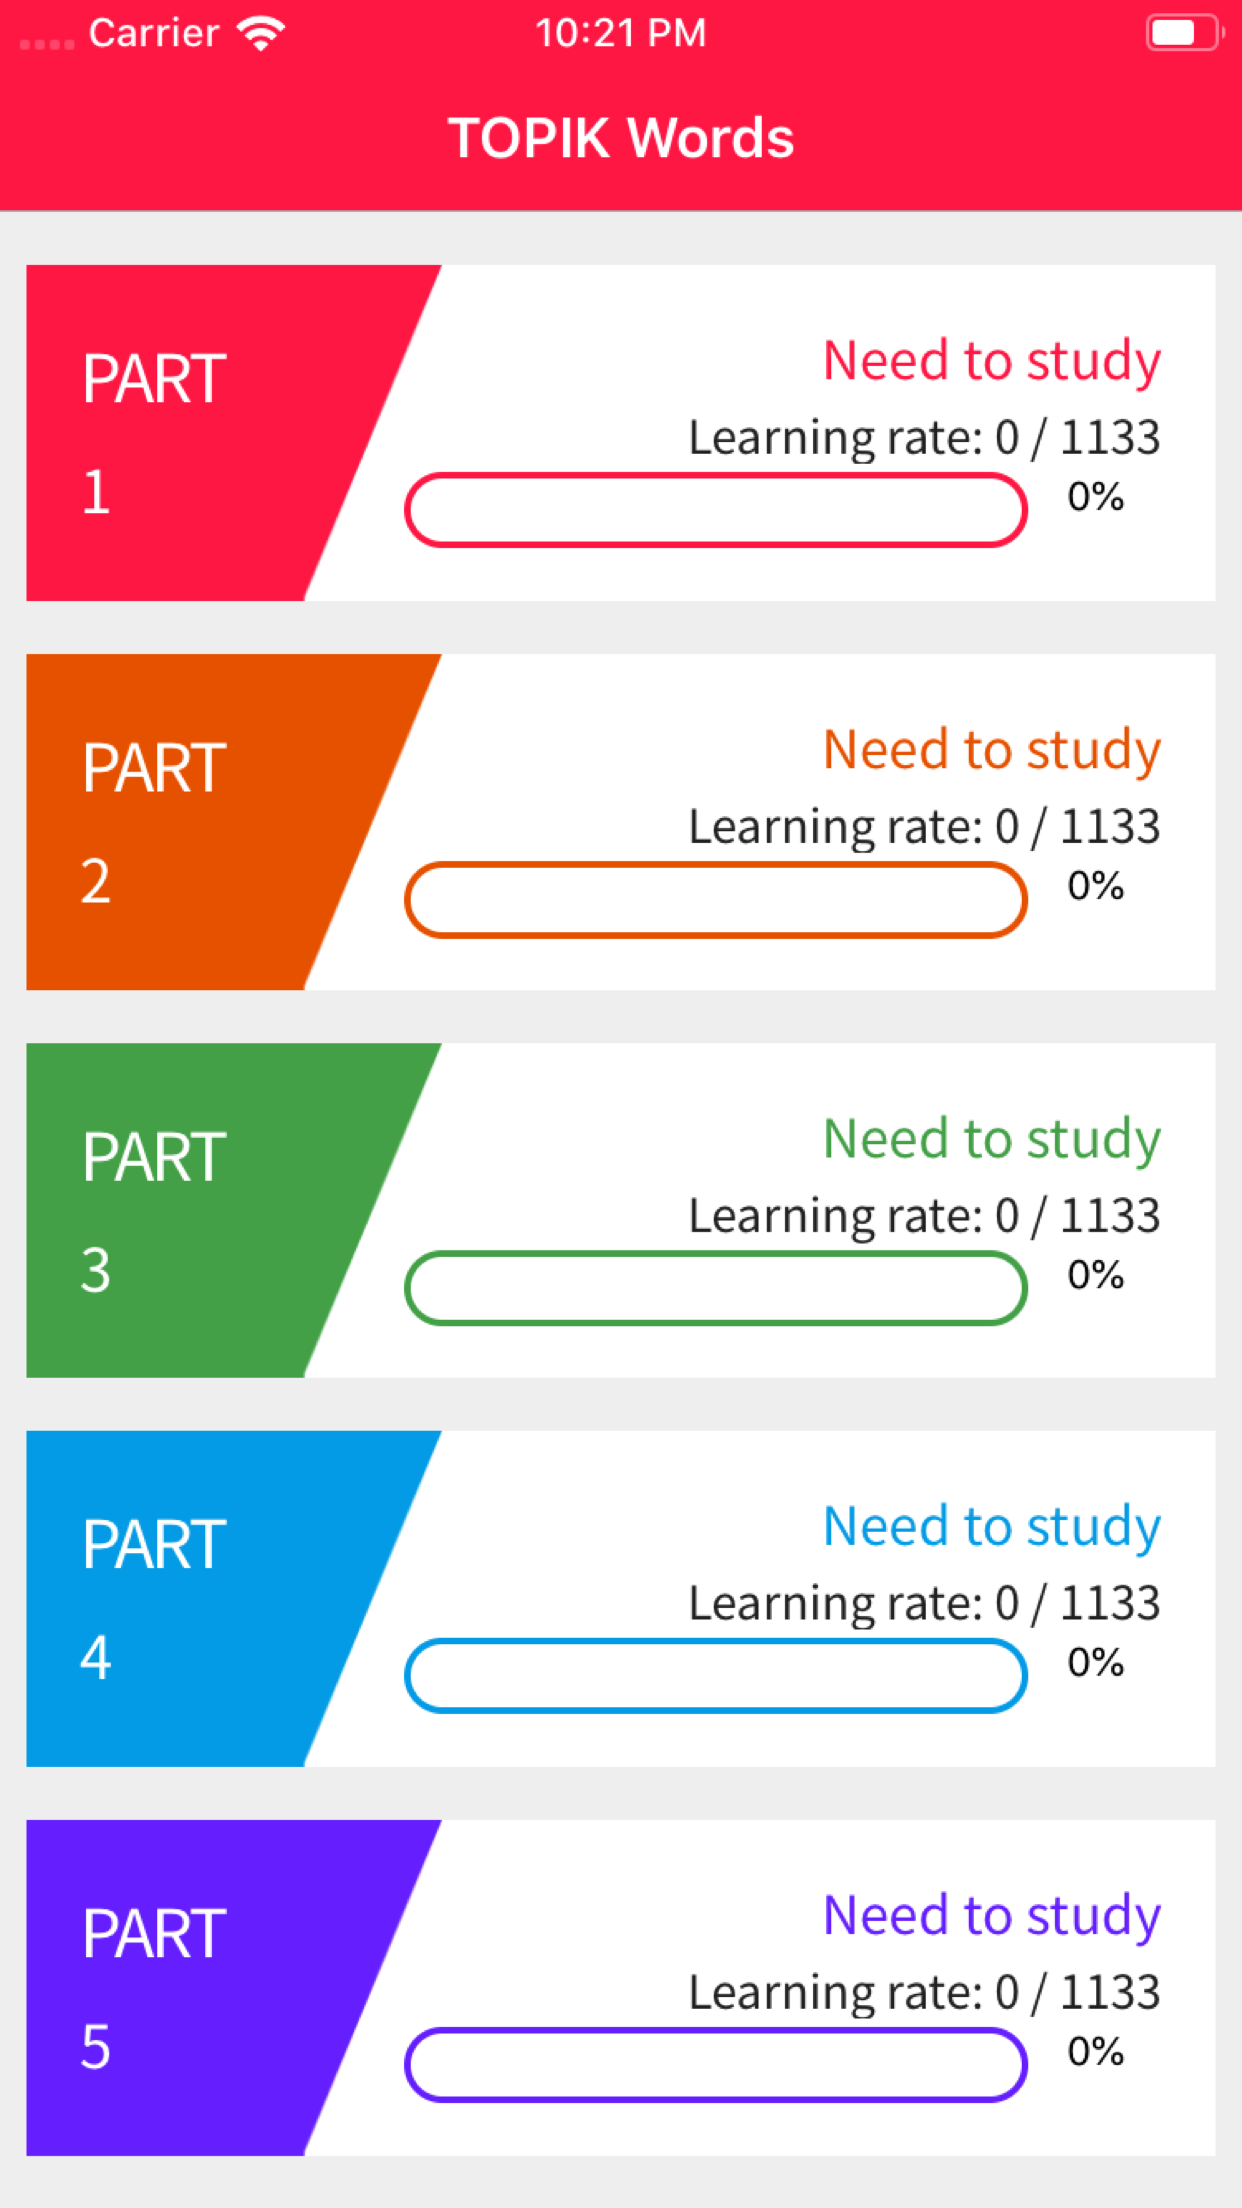 Carrier
10:21 PM
TOPIK Words
PART
1
Need to study
Learning rate: 0 / 1133
0%
PART
2
Need to study
Learning rate: 0 / 1133
0%
PART
3
Need to study
Learning rate: 0 / 1133
0%
PART
4
Need to study
Learning rate: 0 / 1133
0%
PART
5
Need to study
Learning rate: 0 / 1133
0%